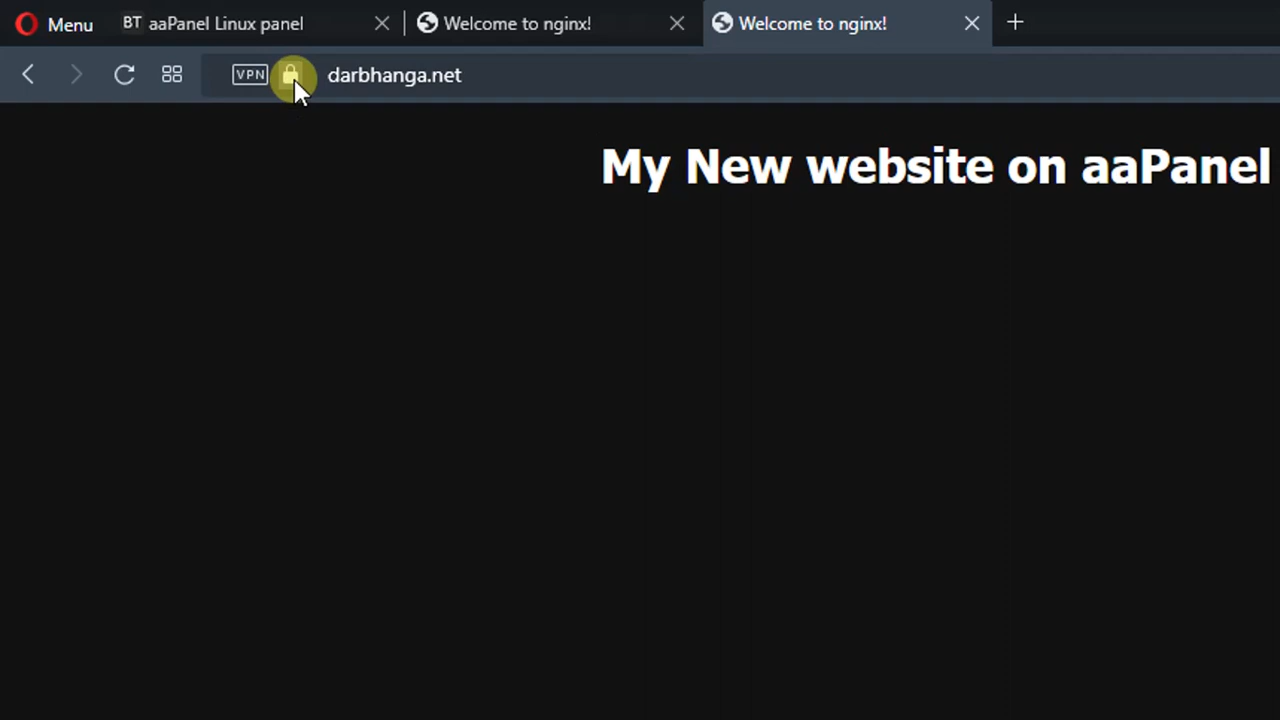 Menu
BT aaPanel Linux panel
Welcome to nginx!
Welcome to nginx!
VPN
darbhanga.net
My New website on aaPanel